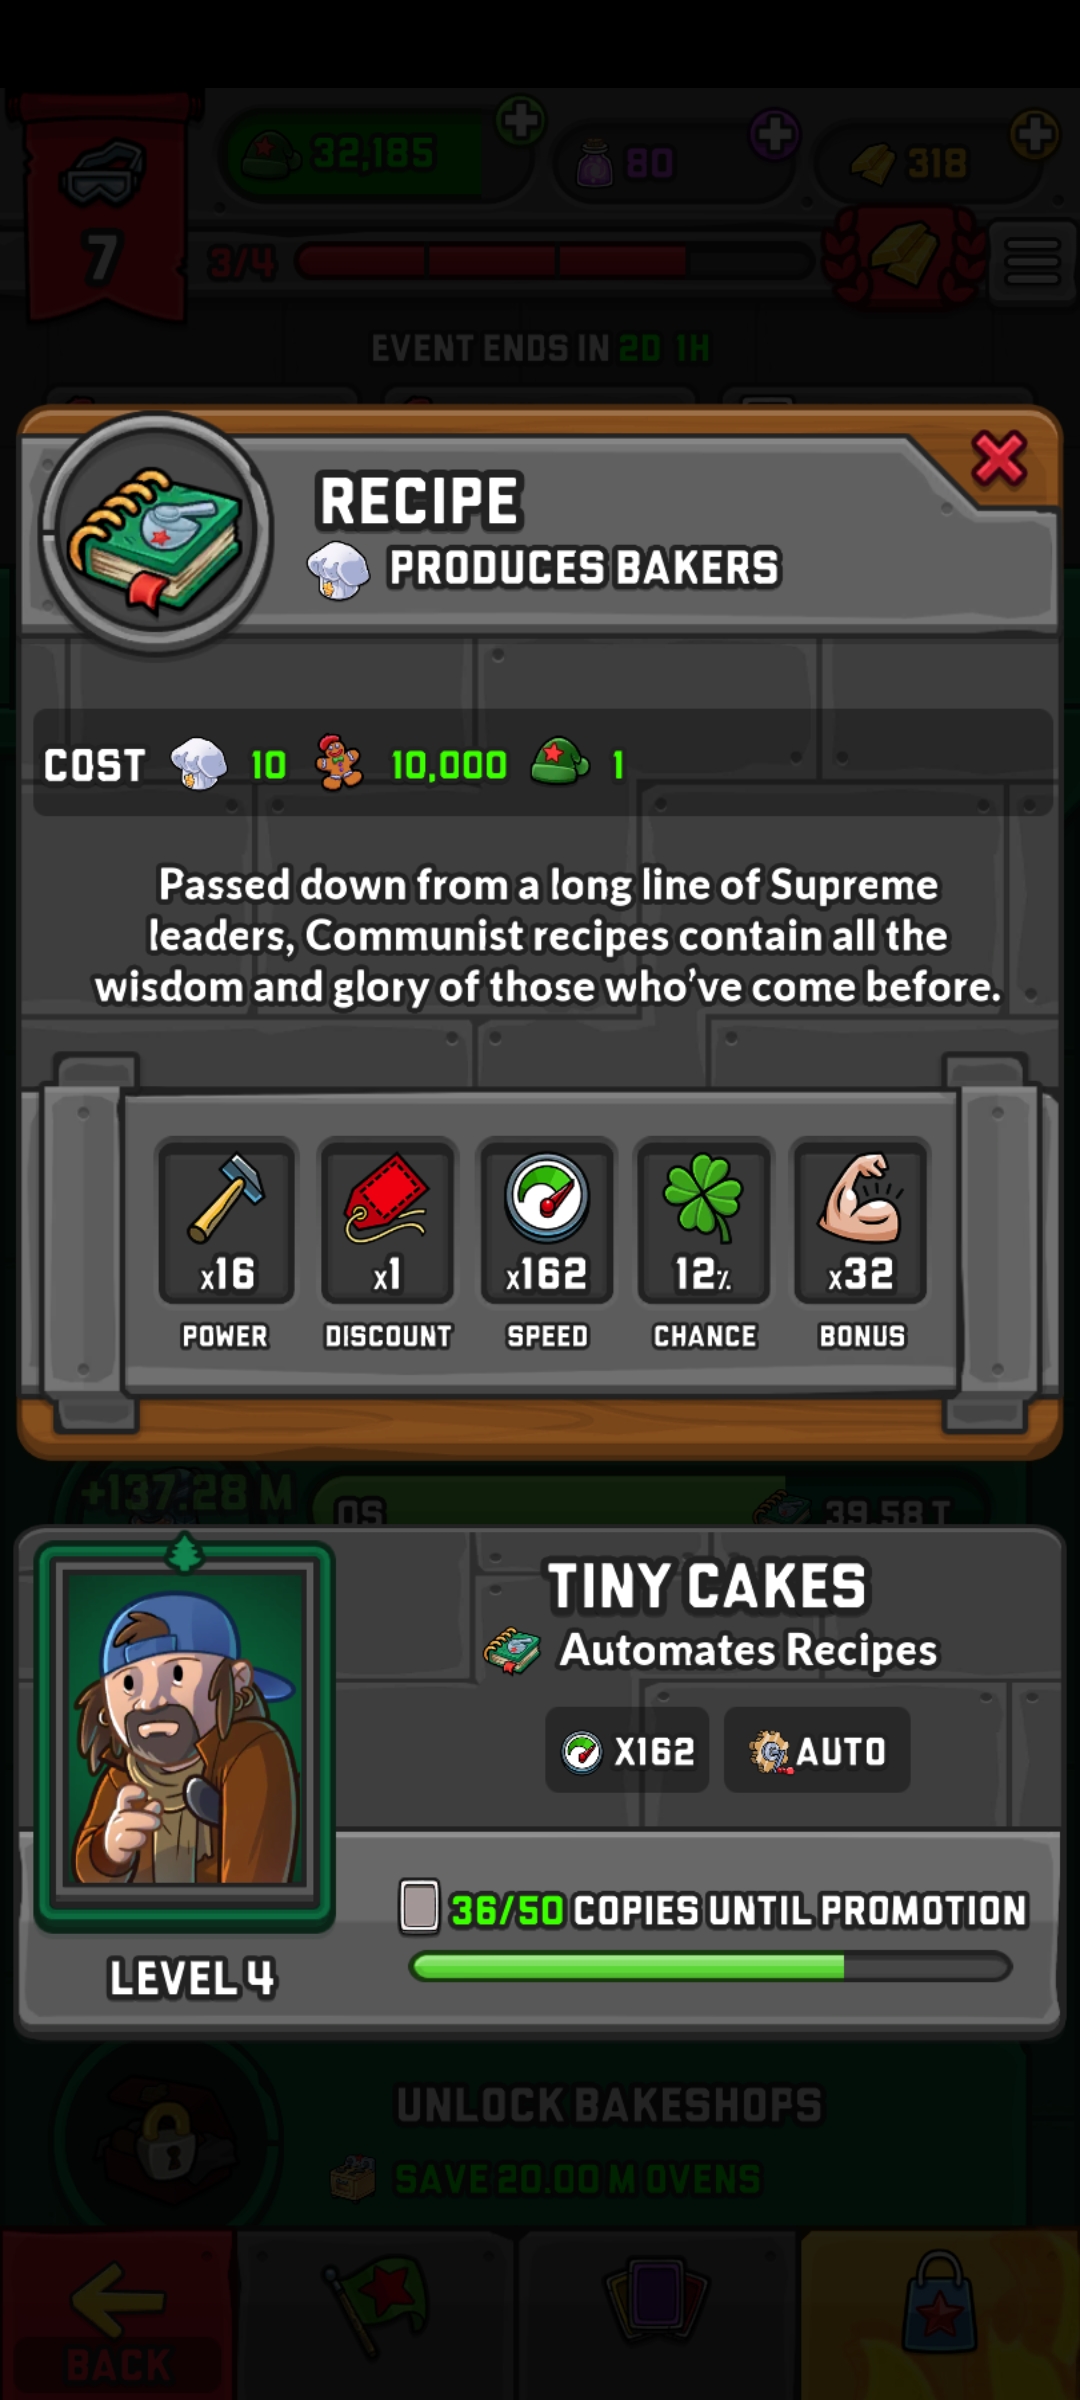 32,185
80
318
7
3/4
EVENT ENDS IN 2D 1H
RECIPE
PRODUCES BAKERS
COST 10 10,000 1
Passed down from a long line of Supreme
leaders, Communist recipes contain all the
wisdom and glory of those who've come before.
x16 x1 x162 12% x32
POWER DISCOUNT SPEED CHANCE BONUS
+137.28 M
0S
39.58 T
TINY CAKES
Automates Recipes
X162 AUTO
36/50 COPIES UNTIL PROMOTION
LEVEL 4
UNLOCK BAKESHOPS
SAVE 20.00 M OVENS
BACK